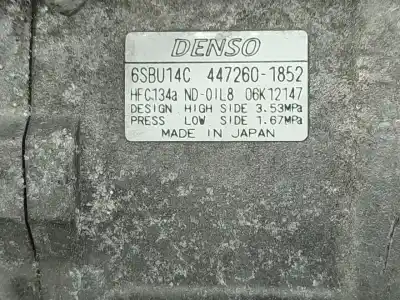 DENSO
6SBU14C 447260-1852
HFC134a ND-OIL8 06K12147
DESIGN HIGH SIDE 3.53MPa
PRESS LOW SIDE 1.67MPa
MADE IN JAPAN